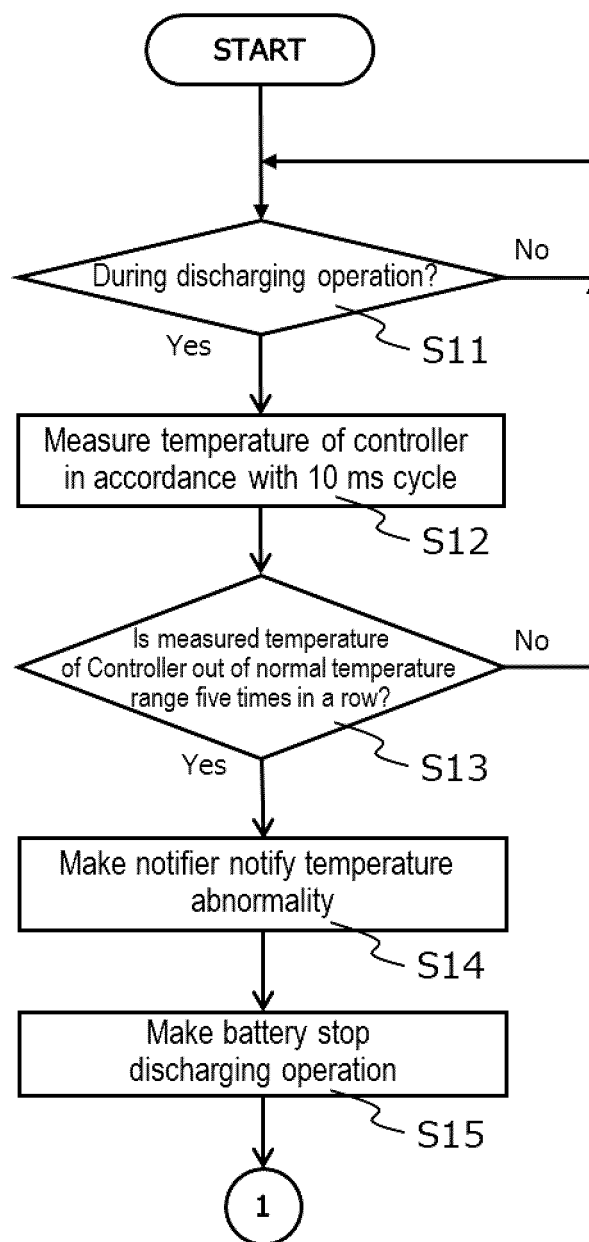 START
During discharging operation?
No
S11
Yes
Measure temperature of controller
in accordance with 10 ms cycle
S12
Is measured temperature
of Controller out of normal temperature
range five times in a row?
No
S13
Yes
Make notifier notify temperature
abnormality
S14
Make battery stop
discharging operation
S15
1